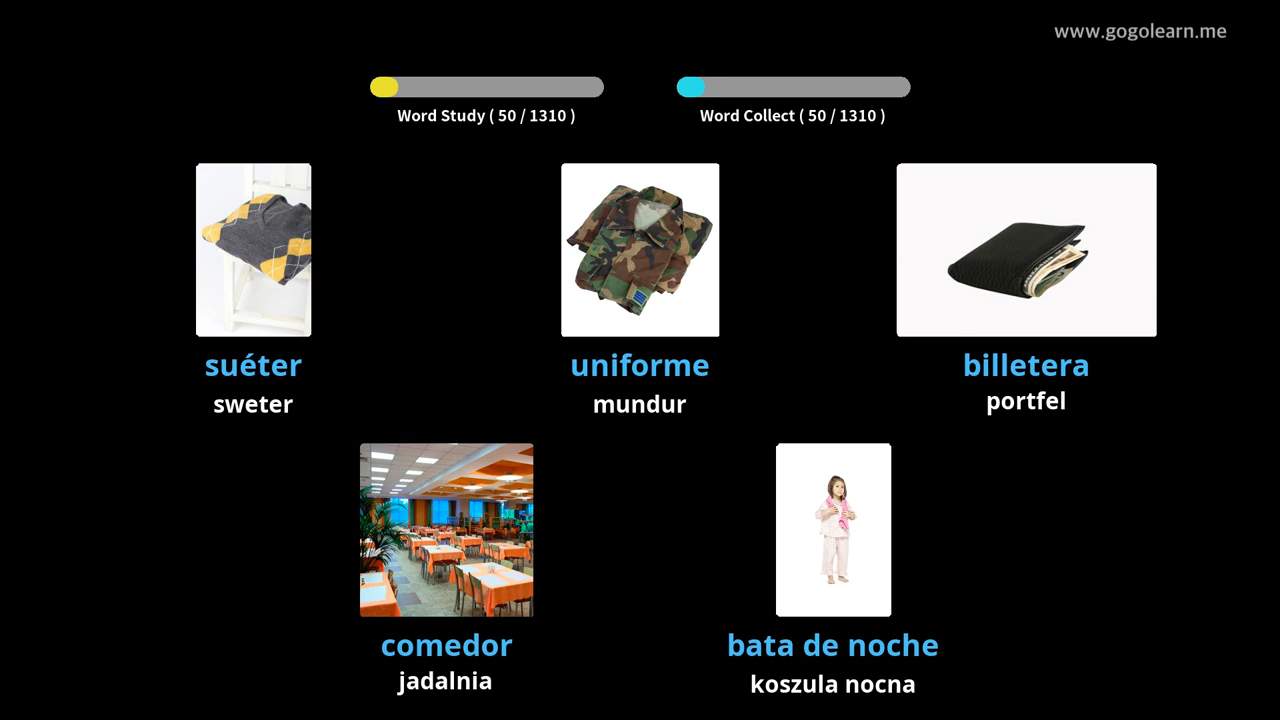 www.gogolearn.me
Word Study ( 50 / 1310 )
Word Collect ( 50 / 1310 )
suéter
sweter
uniforme
mundur
billetera
portfel
comedor
jadalnia
bata de noche
koszula nocna